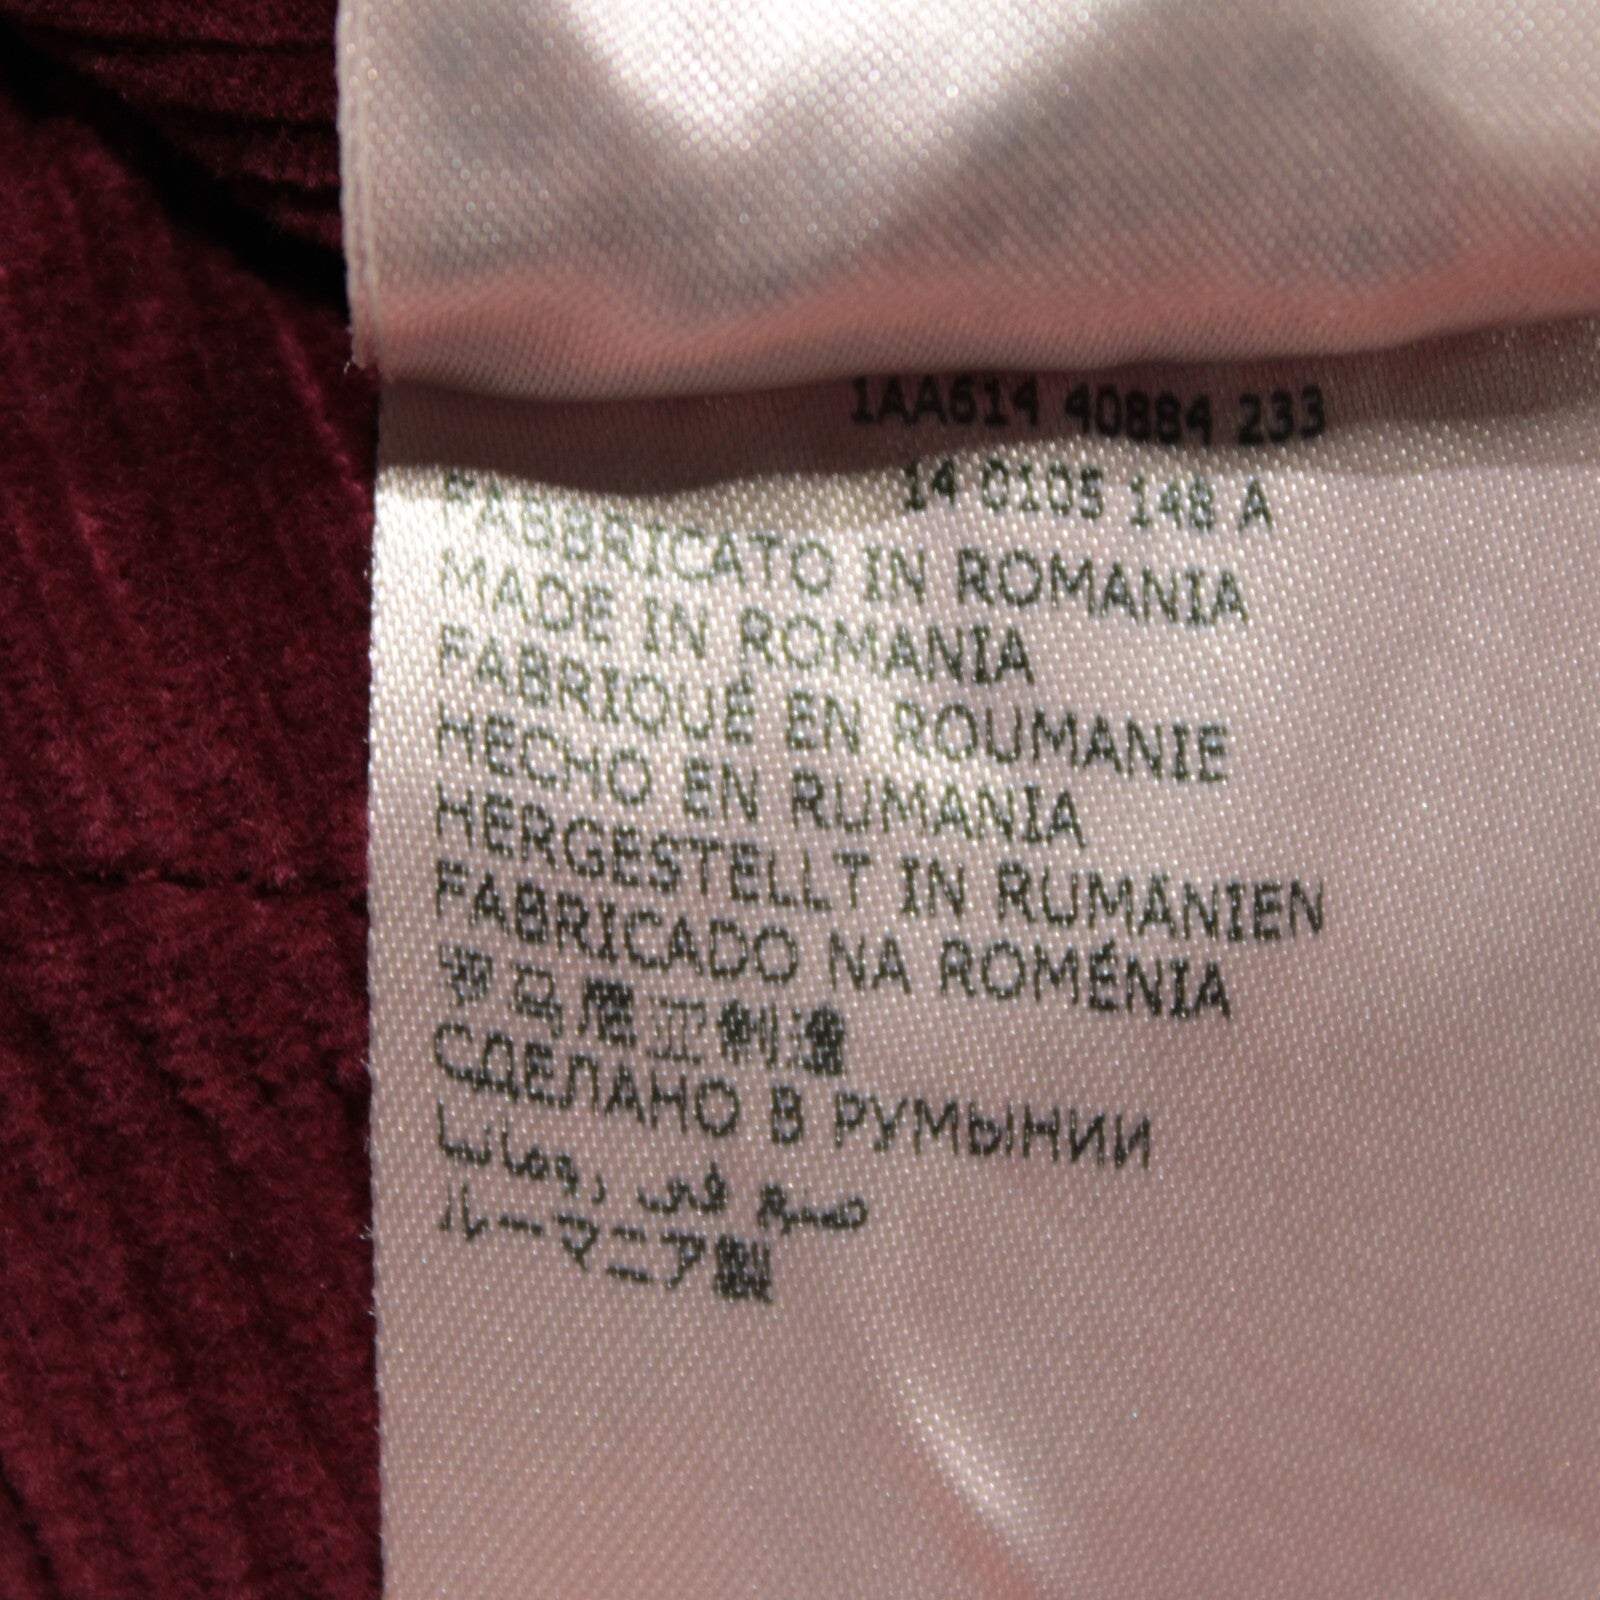 1AA614 40884 233
14 0105 148 A
FABBRICATO IN ROMANIA
MADE IN ROMANIA
FABRIQUÉ EN ROUMANIE
HECHO EN RUMANIA
HERGESTELLT IN RUMÄNIEN
FABRICADO NA ROMÉNIA
罗马尼亚制造
СДЕЛАНО В РУМЫНИИ
صنع في رومانيا
ルーマニア製